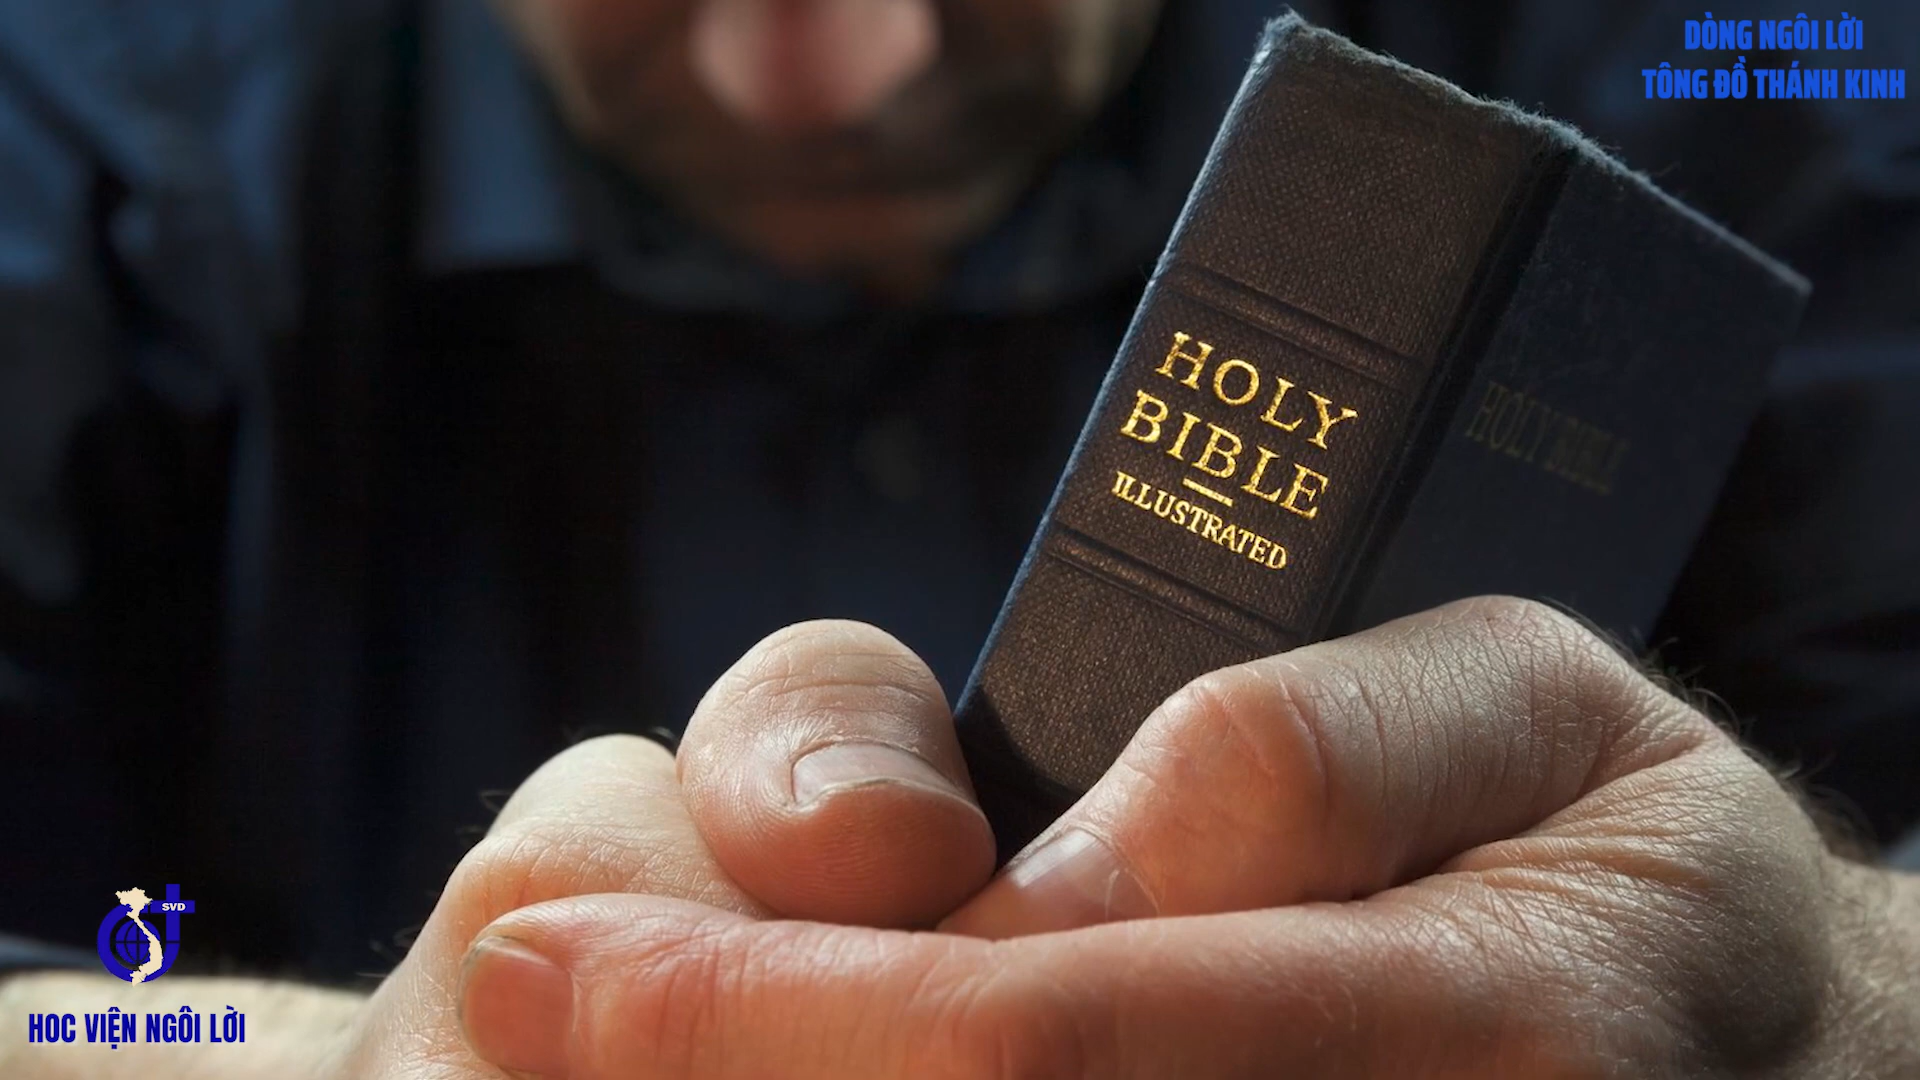 DÒNG NGÔI LỜI
TÔNG ĐỒ THÁNH KINH
HOLY
BIBLE
ILLUSTRATED
HOLY BIBLE
SVD
HOC VIỆN NGÔI LỜI